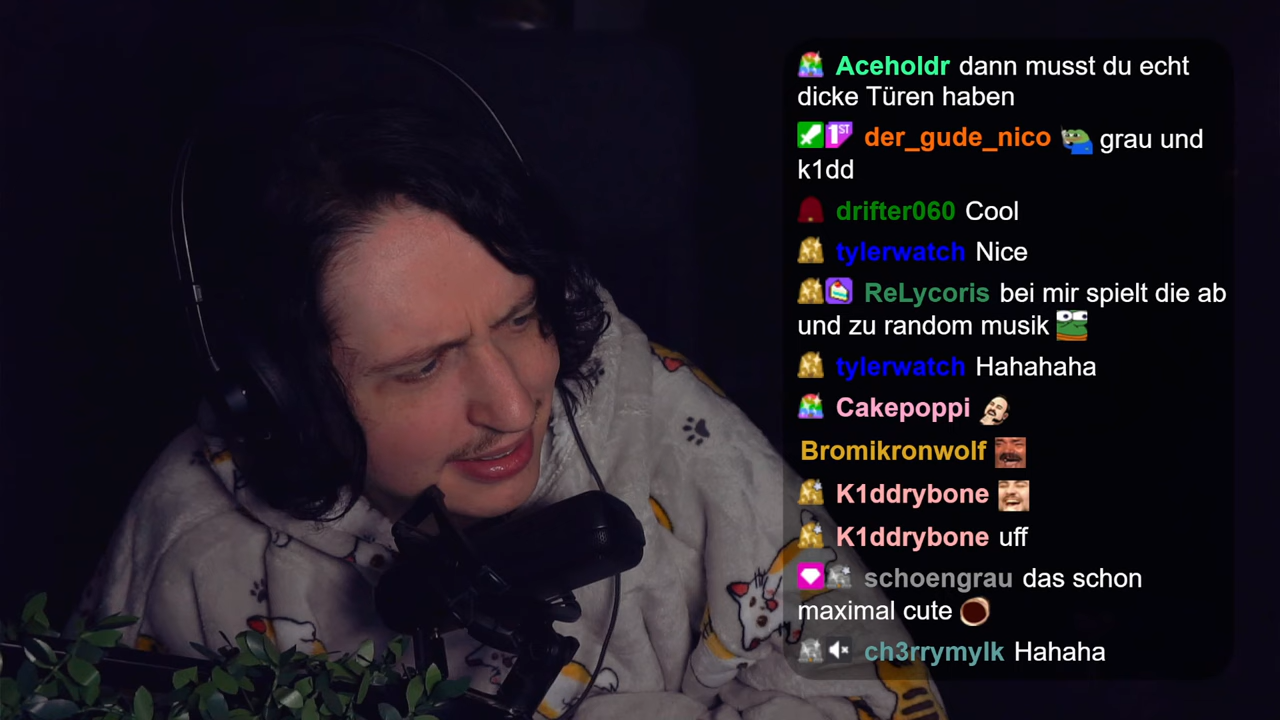 Aceholdr dann musst du echt
dicke Türen haben
1ST der_gude_nico grau und
k1dd
drifter060 Cool
tylerwatch Nice
ReLycoris bei mir spielt die ab
und zu random musik
tylerwatch Hahahaha
Cakepoppi
Bromikronwolf
K1ddrybone
K1ddrybone uff
schoengrau das schon
maximal cute
ch3rrymylk Hahaha